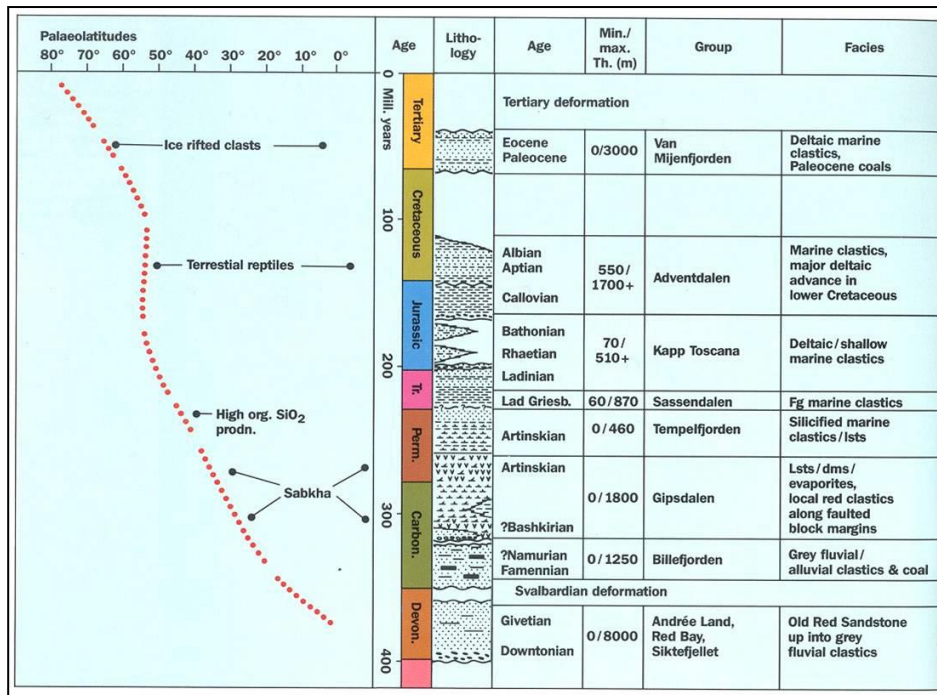 Palaeolatitudes
80° 60° 60° 40° 30° 20° 0°
Ice rifted clasts
Terrestial reptiles
High org. SiO2
prodn.
Sabkha
Age
0
Mill. years
100
200
300
400
Tertiary
Cretaceous
Jurassic
Tr.
Perm.
Carbon.
Devon.
Litho-
logy
Age
Min./
max.
Th. (m)
Group
Facies
Tertiary deformation
Eocene
Paleocene
0/3000
Van
Mijenfjorden
Deltaic marine
clastics,
Paleocene coals
Albian
Aptian
Callovian
550/
1700+
Adventdalen
Marine clastics,
major deltaic
advance in
lower Cretaceous
Bathonian
Rhaetian
Ladinian
70/
510+
Kapp Toscana
Deltaic/shallow
marine clastics
Lad Griesb.
60/870
Sassendalen
Fg marine clastics
Artinskian
0/460
Tempelfjorden
Silicified marine
clastics/lsts
Artinskian
?Bashkirian
0/1800
Gipsdalen
Lsts/dms/
evaporites,
local red clastics
along faulted
block margins
?Namurian
Famennian
0/1250
Billefjorden
Grey fluvial/
alluvial clastics & coal
Svalbardian deformation
Givetian
Downtonian
0/8000
Andrée Land,
Red Bay,
Siktefjellet
Old Red Sandstone
up into grey
fluvial clastics